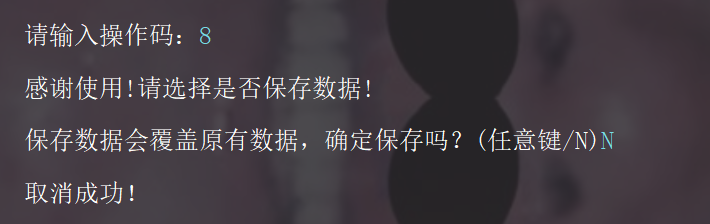 请输入操作码：8
感谢使用！请选择是否保存数据！
保存数据会覆盖原有数据，确定保存吗？(任意键/N)N
取消成功！